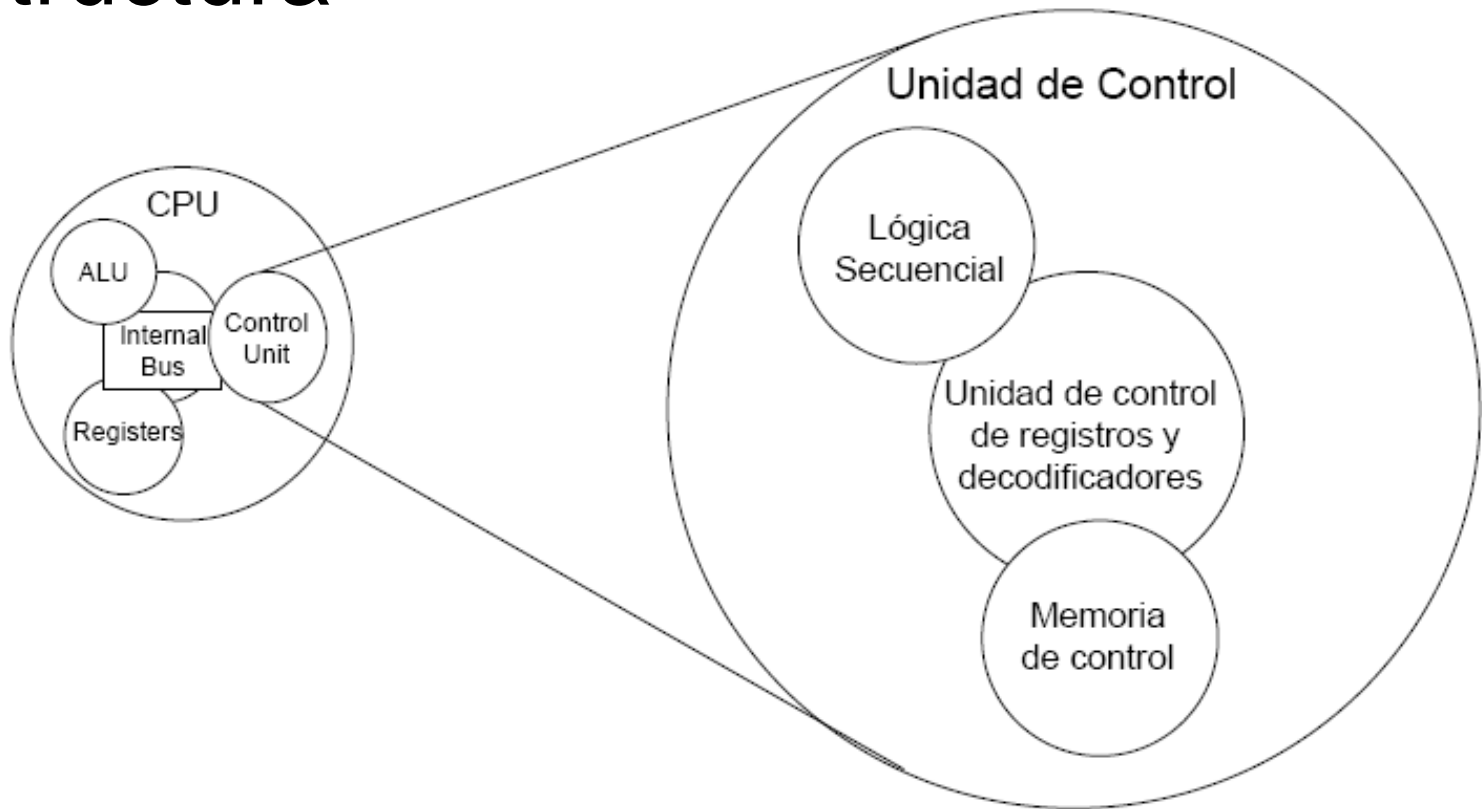 tructura
CPU
ALU
Internal
Bus
Control
Unit
Registers
Unidad de Control
Lógica
Secuencial
Unidad de control
de registros y
decodificadores
Memoria
de control